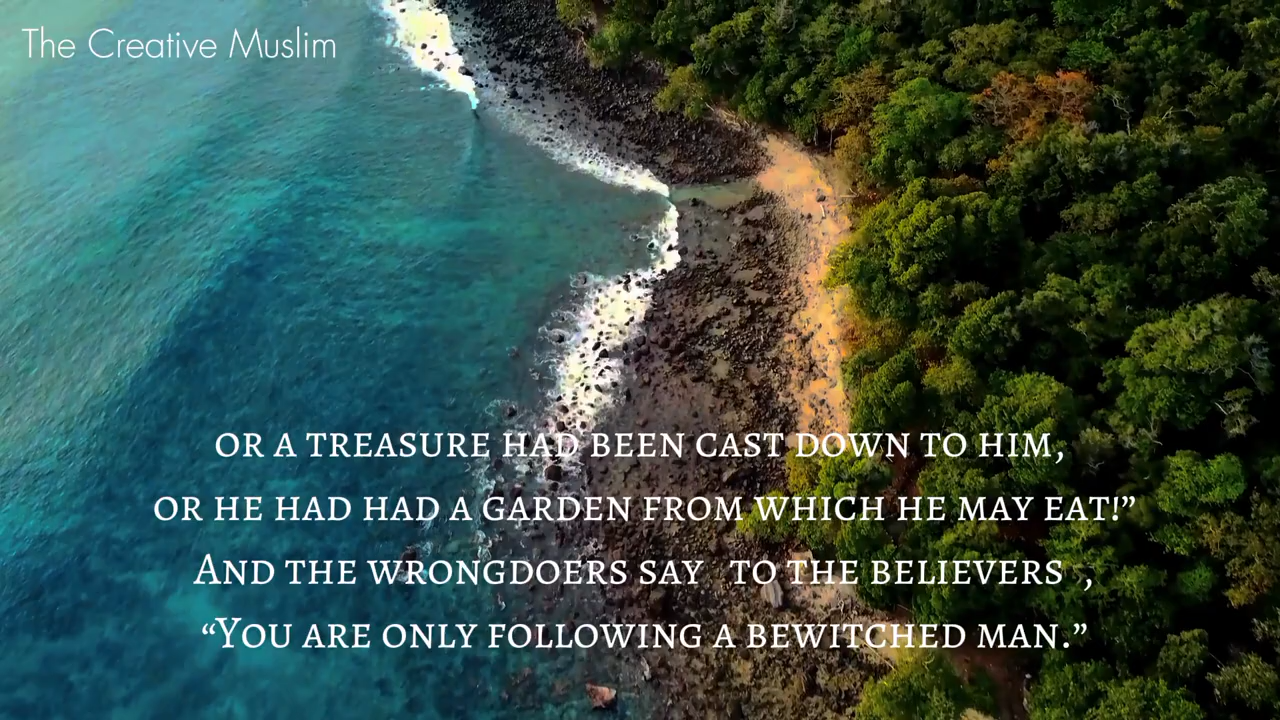 The Creative Muslim
or a treasure had been cast down to him,
or he had had a garden from which he may eat!”
And the wrongdoers say to the believers ,
“You are only following a bewitched man.”